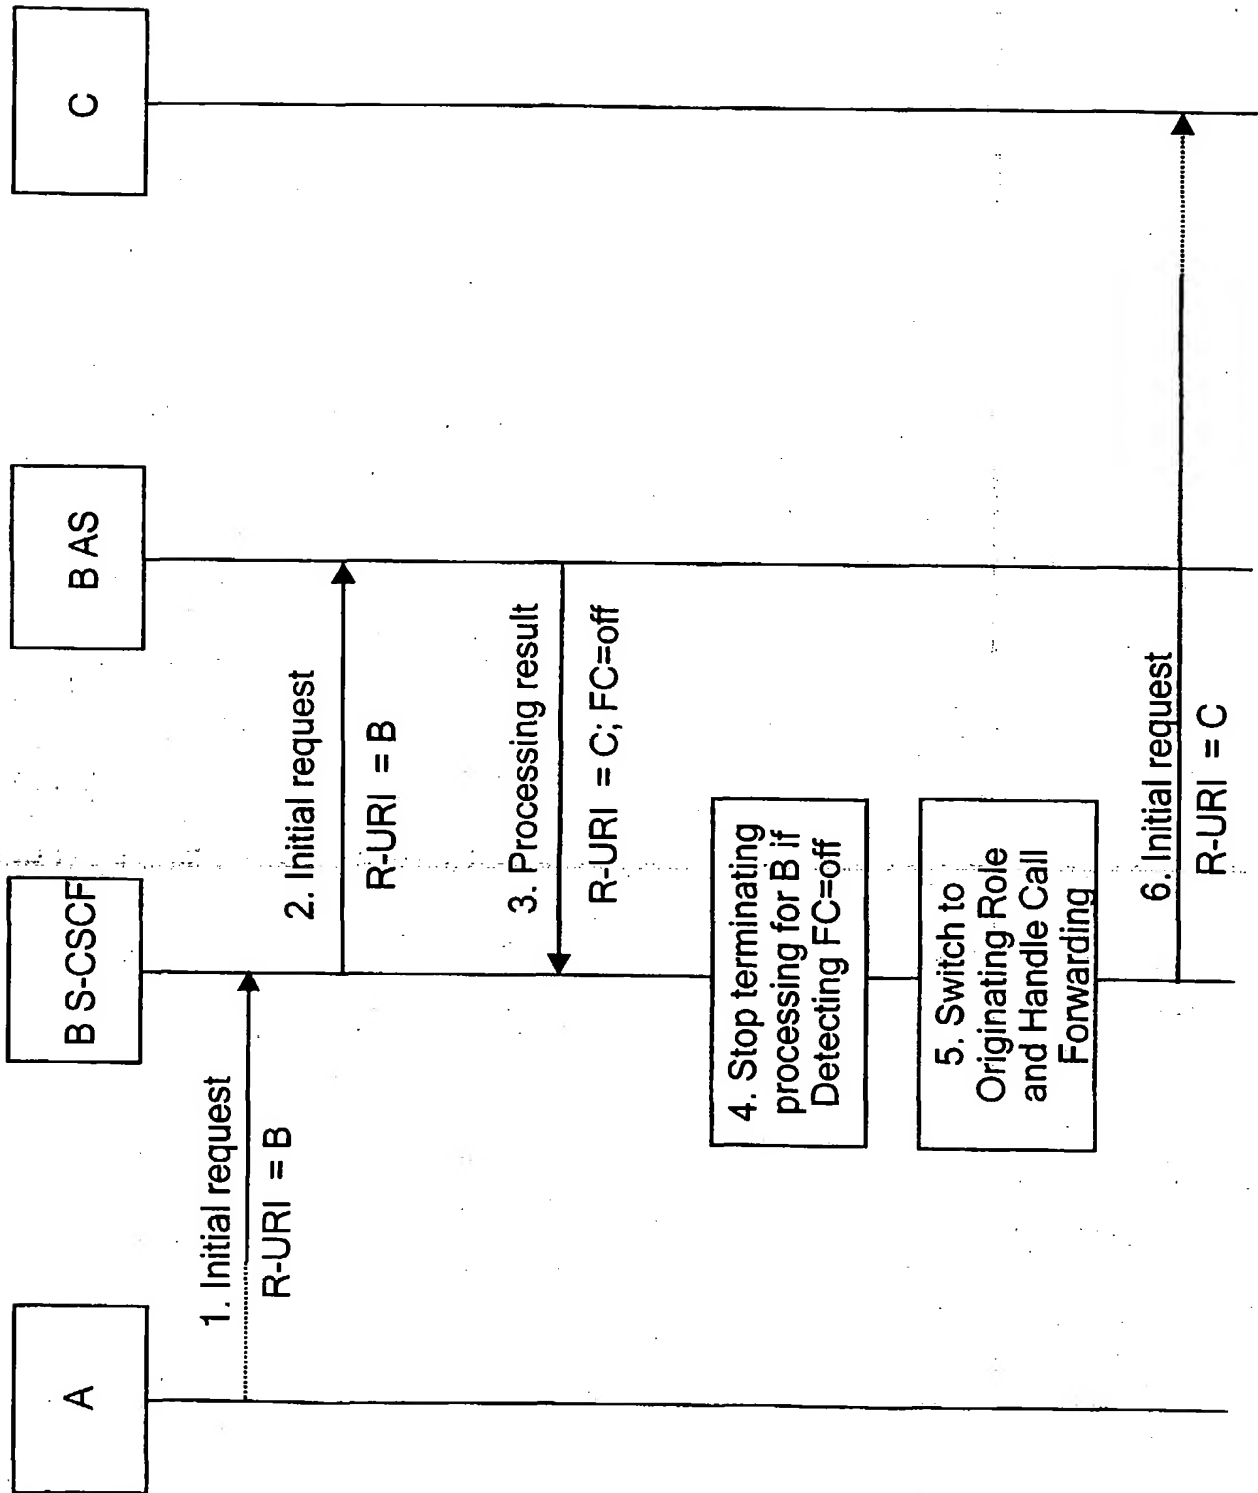 A
B S-CSCF
B AS
C
1. Initial request
R-URI = B
2. Initial request
R-URI = B
3. Processing result
R-URI = C; FC=off
4. Stop terminating
processing for B if
Detecting FC=off
5. Switch to
Originating Role
and Handle Call
Forwarding
6. Initial request
R-URI = C